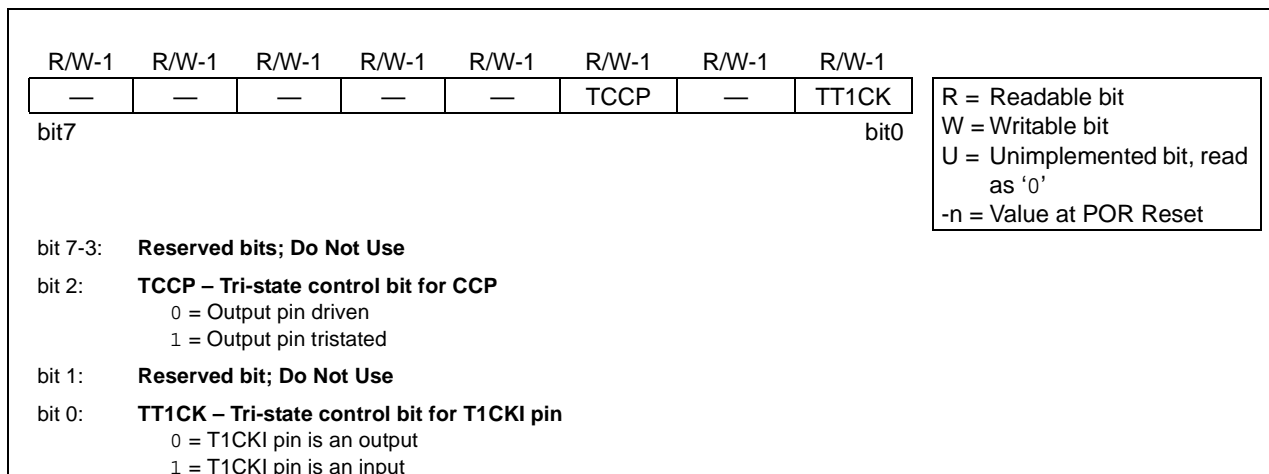 R/W-1 R/W-1 R/W-1 R/W-1 R/W-1 R/W-1 R/W-1 R/W-1
— — — — — TCCP — TT1CK
bit7 bit0
R = Readable bit
W = Writable bit
U = Unimplemented bit, read
as ‘0’
-n = Value at POR Reset
bit 7-3: Reserved bits; Do Not Use
bit 2: TCCP – Tri-state control bit for CCP
0 = Output pin driven
1 = Output pin tristated
bit 1: Reserved bit; Do Not Use
bit 0: TT1CK – Tri-state control bit for T1CKI pin
0 = T1CKI pin is an output
1 = T1CKI pin is an input